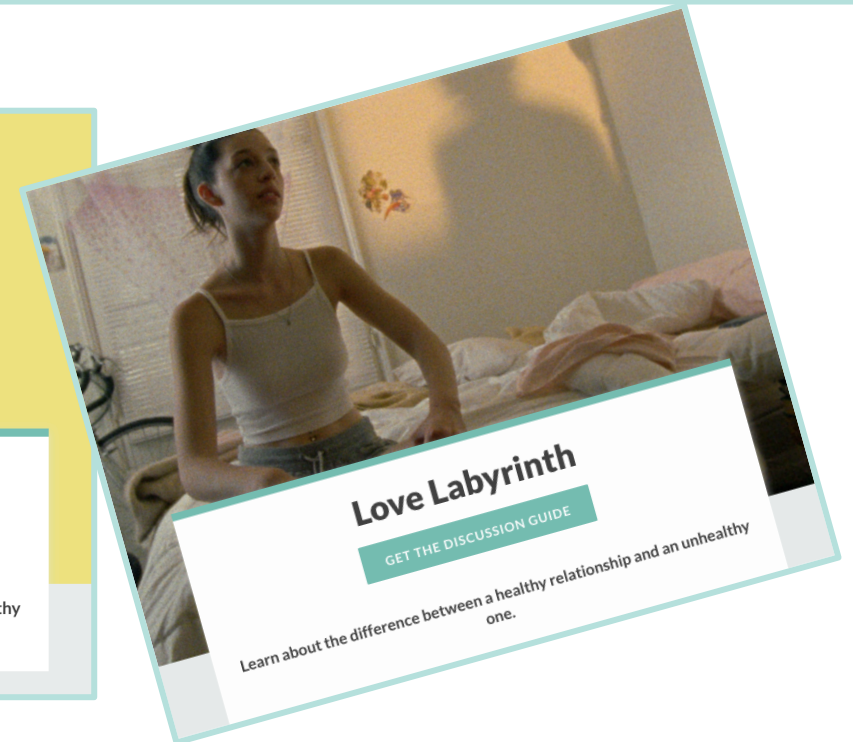 Love Labyrinth
GET THE DISCUSSION GUIDE
Learn about the difference between a healthy relationship and an unhealthy
one.
thy